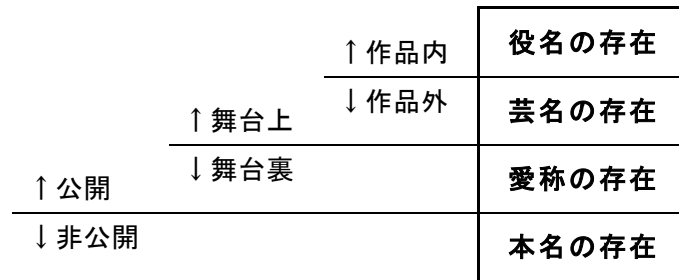 役名の存在
↑作品内
↓作品外
芸名の存在
↑舞台上
↓舞台裏
愛称の存在
↑公開
↓非公開
本名の存在